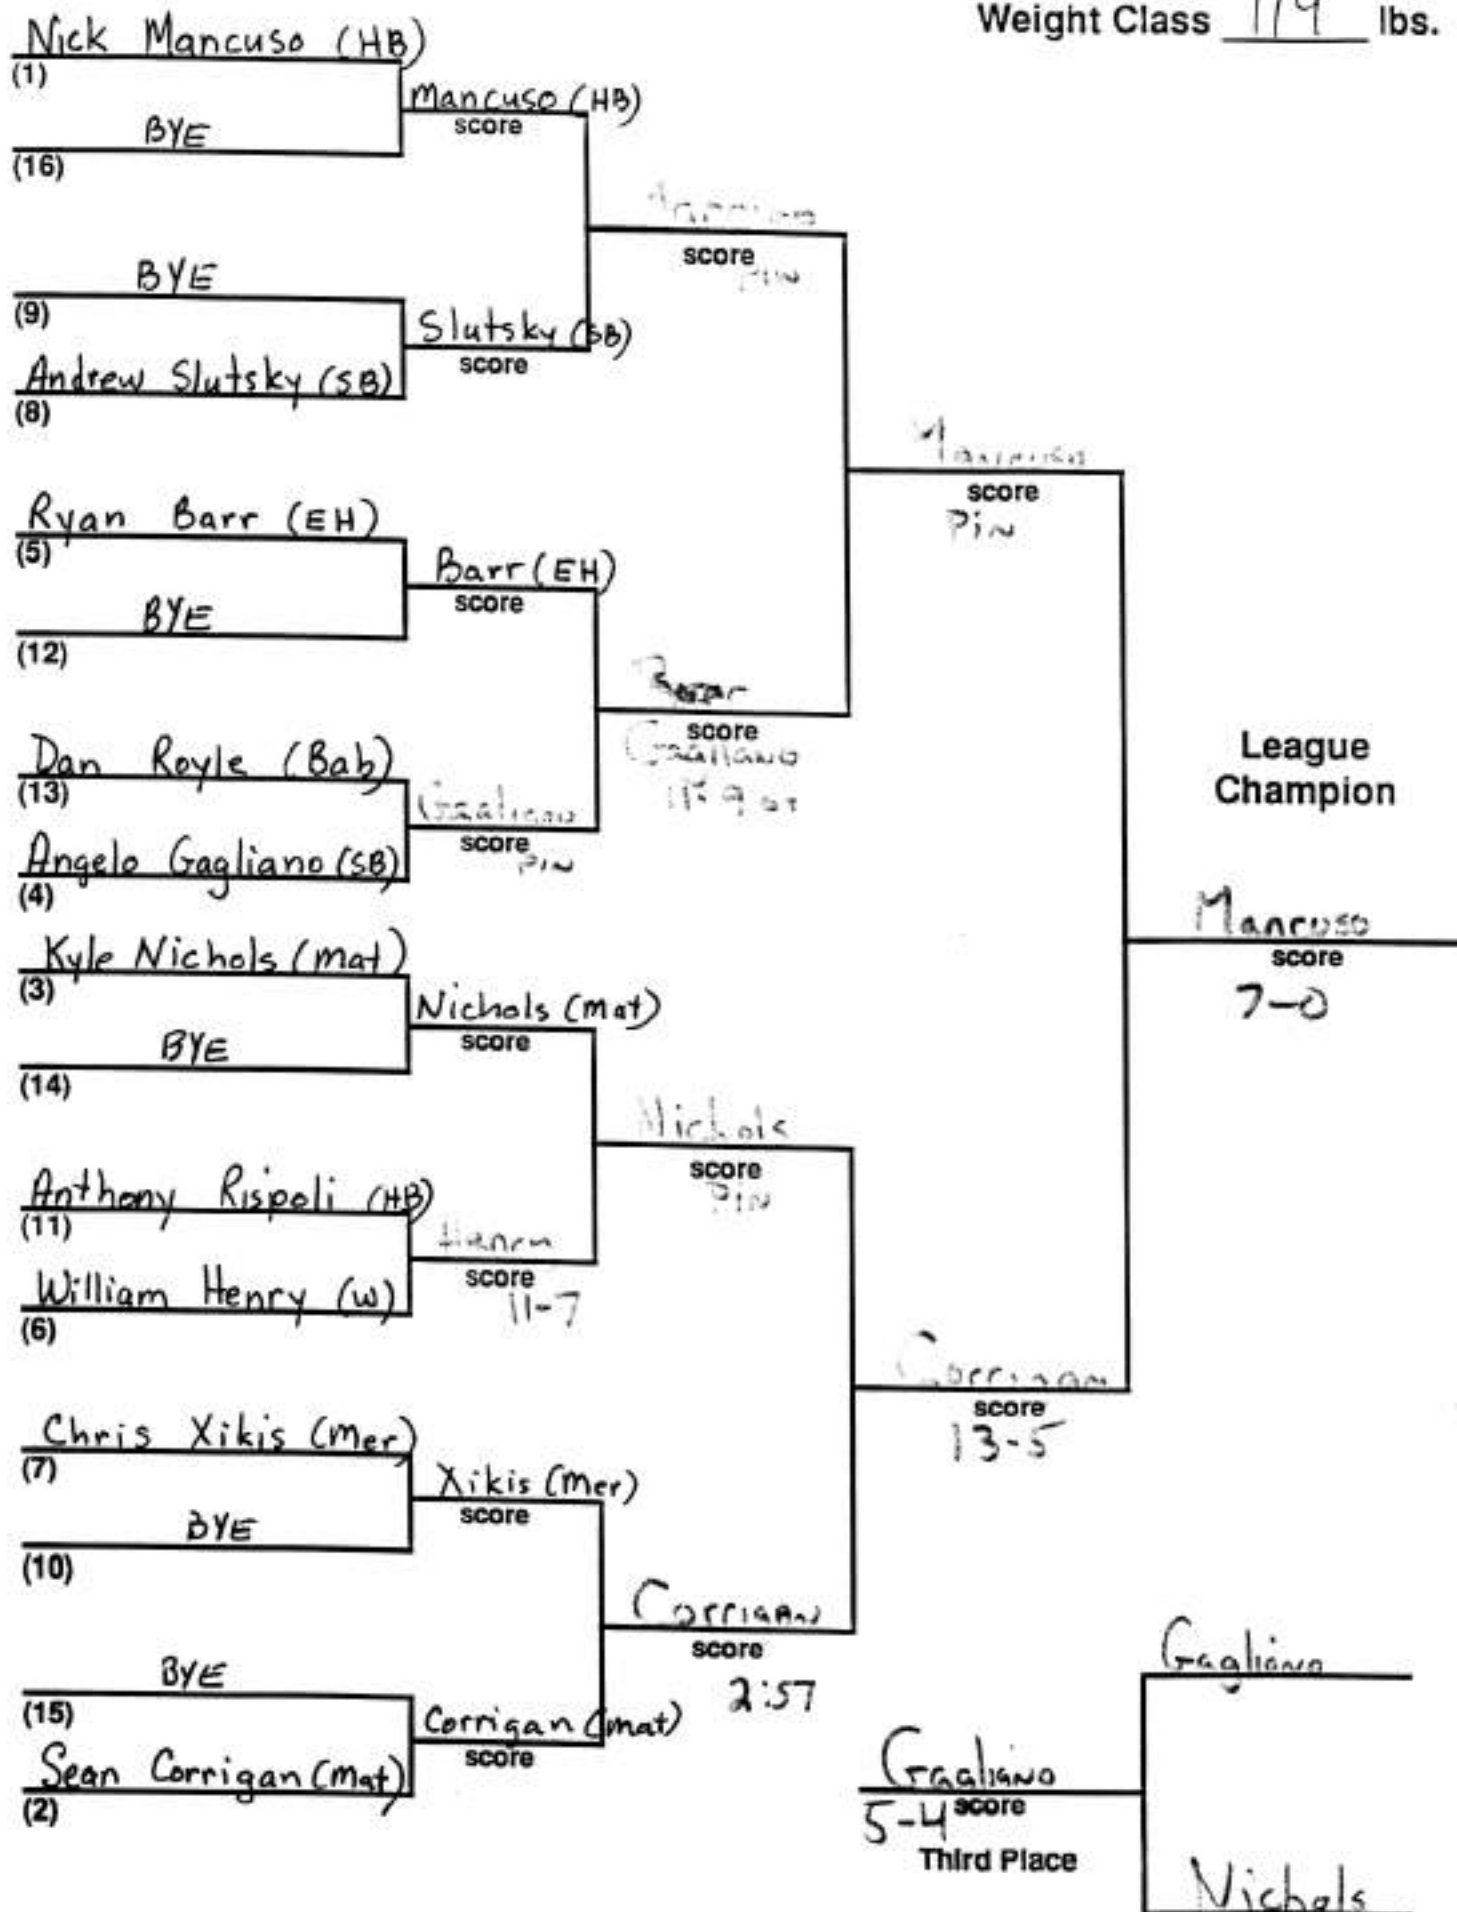 Weight Class 119 lbs.
Nick Mancuso (HB)
(1)
Mancuso (HB)
score
BYE
(16)
score
PIN
BYE
(9)
Slutsky (SB)
score
Andrew Slutsky (SB)
(8)
Mancuso
score
PiN
Ryan Barr (EH)
(5)
Barr (EH)
score
BYE
(12)
score
Gagliano
League
Champion
Dan Royle (Bab)
(13)
Gagliano
score
PIN
Angelo Gagliano (SB)
(4)
Mancuso
score
7-0
Kyle Nichols (mat)
(3)
Nichols (mat)
score
BYE
(14)
Nichols
score
PIN
Anthony Rispoli (HB)
(11)
Henry
score
11-7
William Henry (W)
(6)
Corrigan
score
13-5
Chris Xikis (Mer)
(7)
Xikis (Mer)
score
BYE
(10)
Corrigan
score
2:57
BYE
(15)
Corrigan (mat)
score
Sean Corrigan (Mat)
(2)
Gagliano
Gagliano
score
5-4
Third Place
Nichols